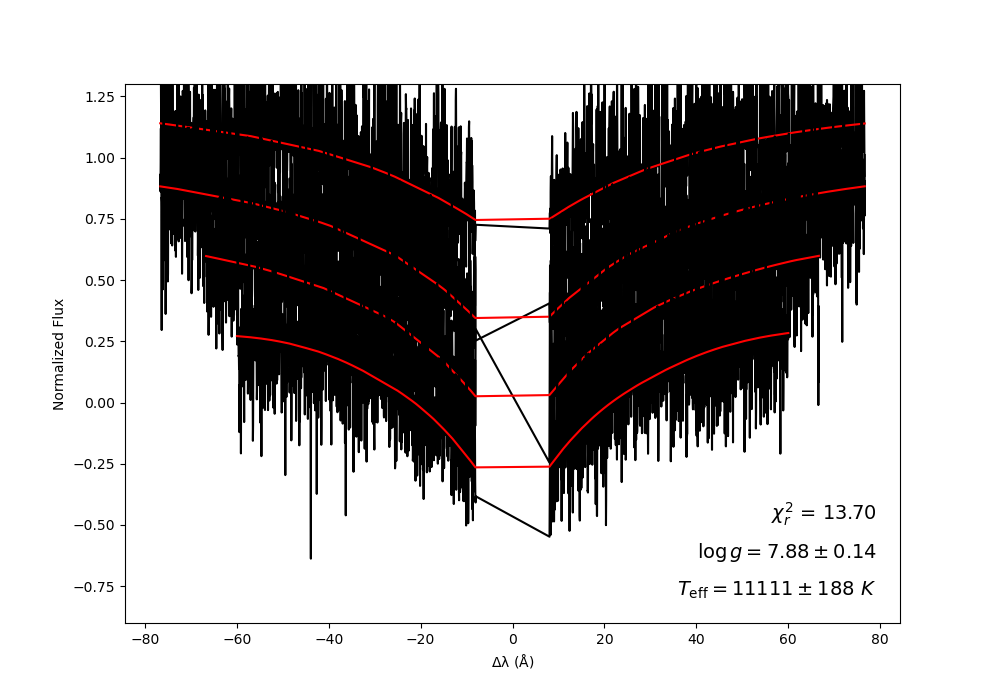 1.25
1.00
0.75
0.50
0.25
0.00
−0.25
−0.50
−0.75
Normalized Flux
−80 −60 −40 −20 0 20 40 60 80
Δλ (Å)
χ²ᵣ = 13.70
log g = 7.88 ± 0.14
T_eff = 11111 ± 188 K